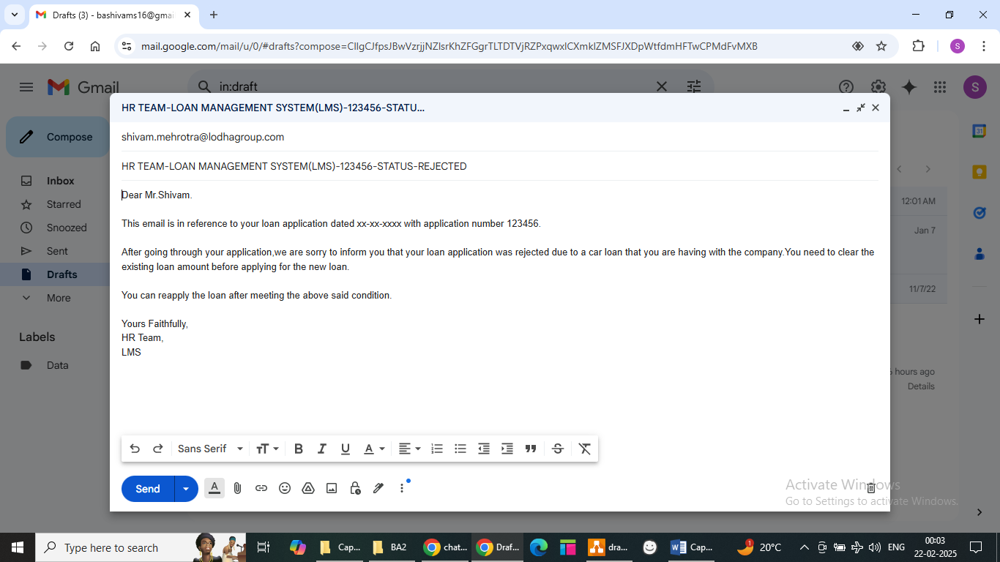 Drafts (3) - bashivams16@gmai
mail.google.com/mail/u/0/#drafts?compose=CllgCJfpsJBwVzrjjNZlsrKhZFGgrTLTDTVjRZPxqwxlCXmklZMSFJXDpWtfdmHFTwCPMdFvMXB
S
Gmail
in:draft
S
HR TEAM-LOAN MANAGEMENT SYSTEM(LMS)-123456-STATU...
Compose
shivam.mehrotra@lodhagroup.com
HR TEAM-LOAN MANAGEMENT SYSTEM(LMS)-123456-STATUS-REJECTED
Inbox
Starred
Snoozed
Sent
Drafts
More
Labels
Data
Dear Mr.Shivam.
This email is in reference to your loan application dated xx-xx-xxxx with application number 123456.
After going through your application,we are sorry to inform you that your loan application was rejected due to a car loan that you are having with the company.You need to clear the
existing loan amount before applying for the new loan.
You can reapply the loan after meeting the above said condition.
Yours Faithfully,
HR Team,
LMS
12:01 AM
Jan 7
11/7/22
hours ago
Details
31
Sans Serif
Send
Activate Windows
Go to Settings to activate Windows.
Type here to search
Cap...
BA2
chat...
Draf...
dra...
Cap...
1
20°C
ENG
00:03
22-02-2025